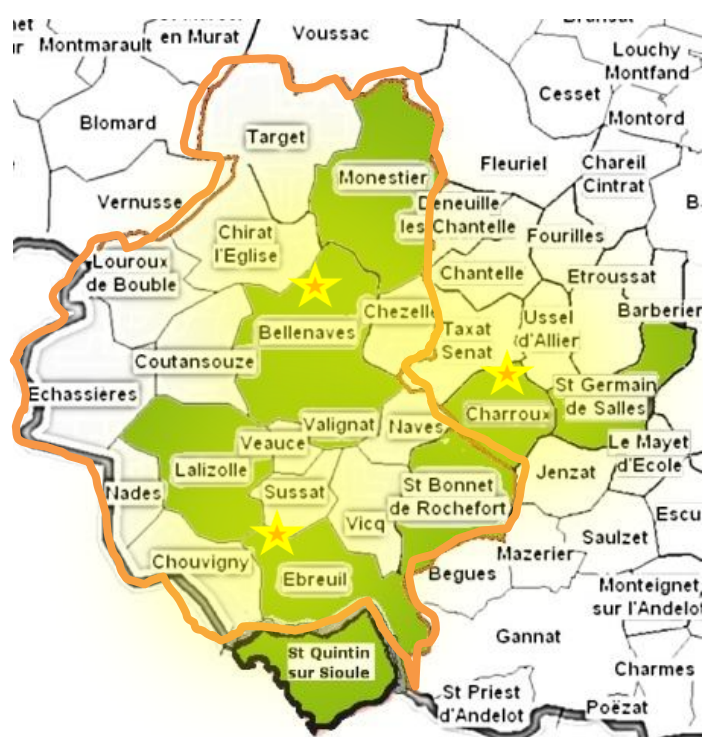 Voussac
Montmarault
en Murat
Louchy
Montfand
Cesset
Montord
Blomard
Target
Fleuriel
Chareil
Cintrat
Monestier
Vernusse
Deneuille
les Chantelle
Chirat
l'Eglise
Fourilles
Louroux
de Bouble
Chantelle
Etroussat
Barberier
Chezelle
Ussel
d'Allier
Taxat
Senat
Bellenaves
Coutansouze
Echassieres
St Germain
de Salles
Charroux
Valignat
Naves
Veauce
Le Mayet
d'Ecole
Lalizolle
Jenzat
St Bonnet
de Rochefort
Nades
Sussat
Vicq
Escu
Saulzet
Mazerier
Chouvigny
Ebreuil
Begues
Monteignet
sur l'Andelot
Gannat
St Quintin
sur Sioule
Charmes
St Priest
d'Andelot
Poëzat